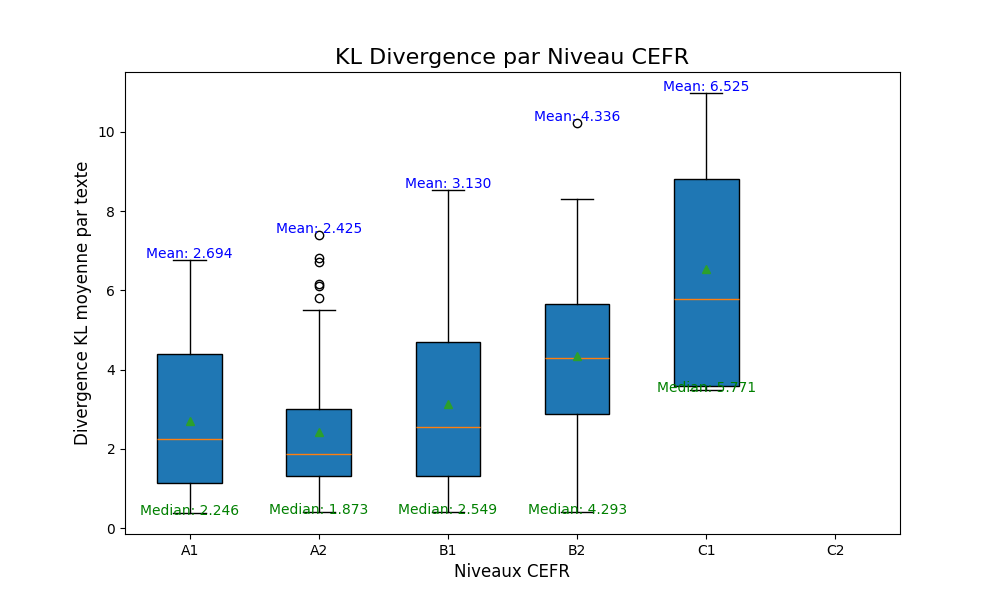 KL Divergence par Niveau CEFR
Mean: 6.525
Mean: 4.336
Mean: 3.130
Mean: 2.425
Mean: 2.694
Median: 5.771
Median: 2.246
Median: 1.873
Median: 2.549
Median: 4.293
10
8
6
4
2
0
Divergence KL moyenne par texte
A1 A2 B1 B2 C1 C2
Niveaux CEFR